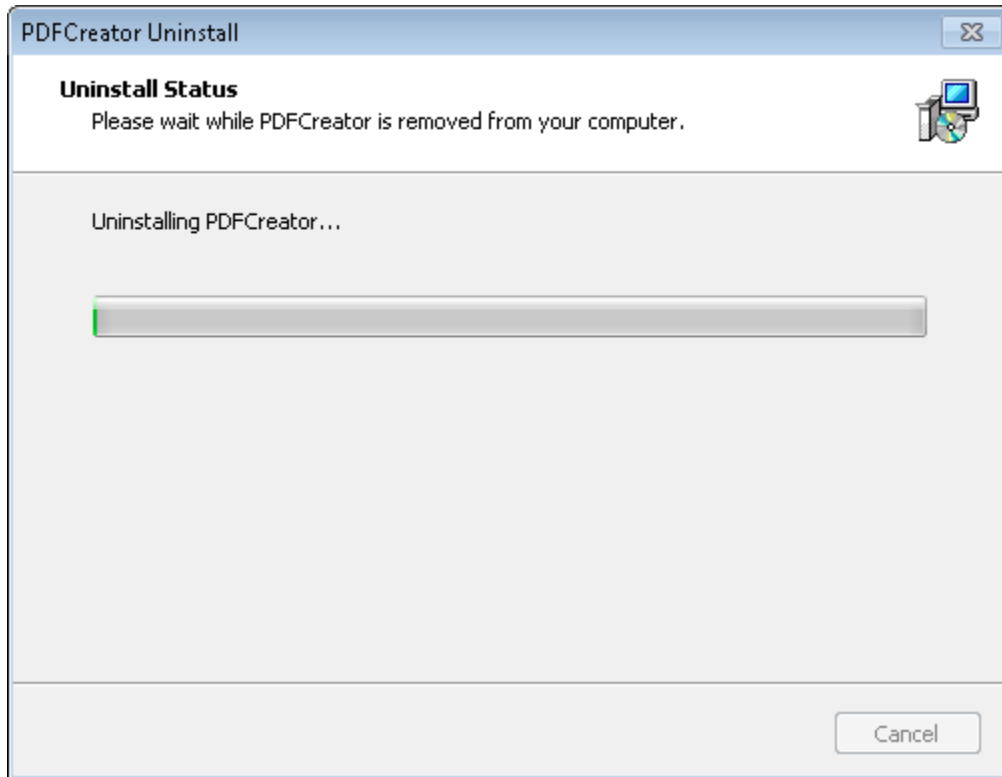 PDFCreator Uninstall
Uninstall Status
Please wait while PDFCreator is removed from your computer.
Uninstalling PDFCreator...
Cancel